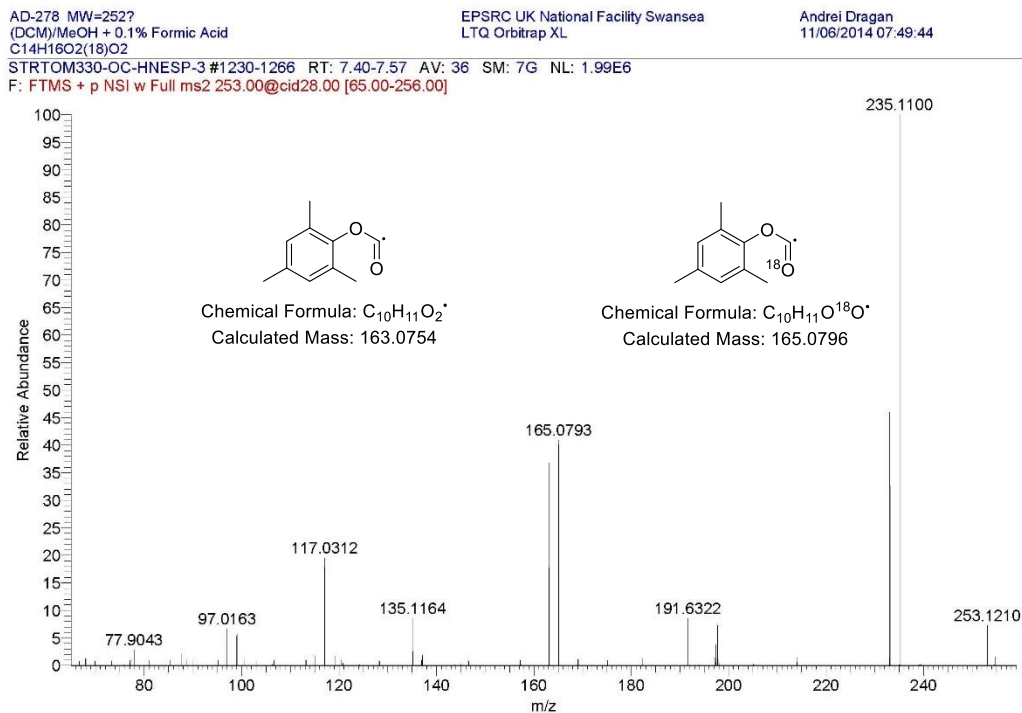 AD-278 MW=252?
EPSRC UK National Facility Swansea
Andrei Dragan
(DCM)/MeOH + 0.1% Formic Acid
LTQ Orbitrap XL
11/06/2014 07:49:44
C14H16O2(18)O2
STRTOM330-OC-HNESP-3 #1230-1266 RT: 7.40-7.57 AV: 36 SM: 7G NL: 1.99E6
F: FTMS + p NSI w Full ms2 253.00@cid28.00 [65.00-256.00]
235.1100
100
95
90
85
80
75
70
65
60
55
50
45
40
35
30
25
20
15
10
5
0
Relative Abundance
O
O
•
Chemical Formula: C₁₀H₁₁O₂•
Calculated Mass: 163.0754
O
18O
•
Chemical Formula: C₁₀H₁₁O¹⁸O•
Calculated Mass: 165.0796
165.0793
117.0312
135.1164
97.0163
77.9043
191.6322
253.1210
80 100 120 140 160 180 200 220 240
m/z